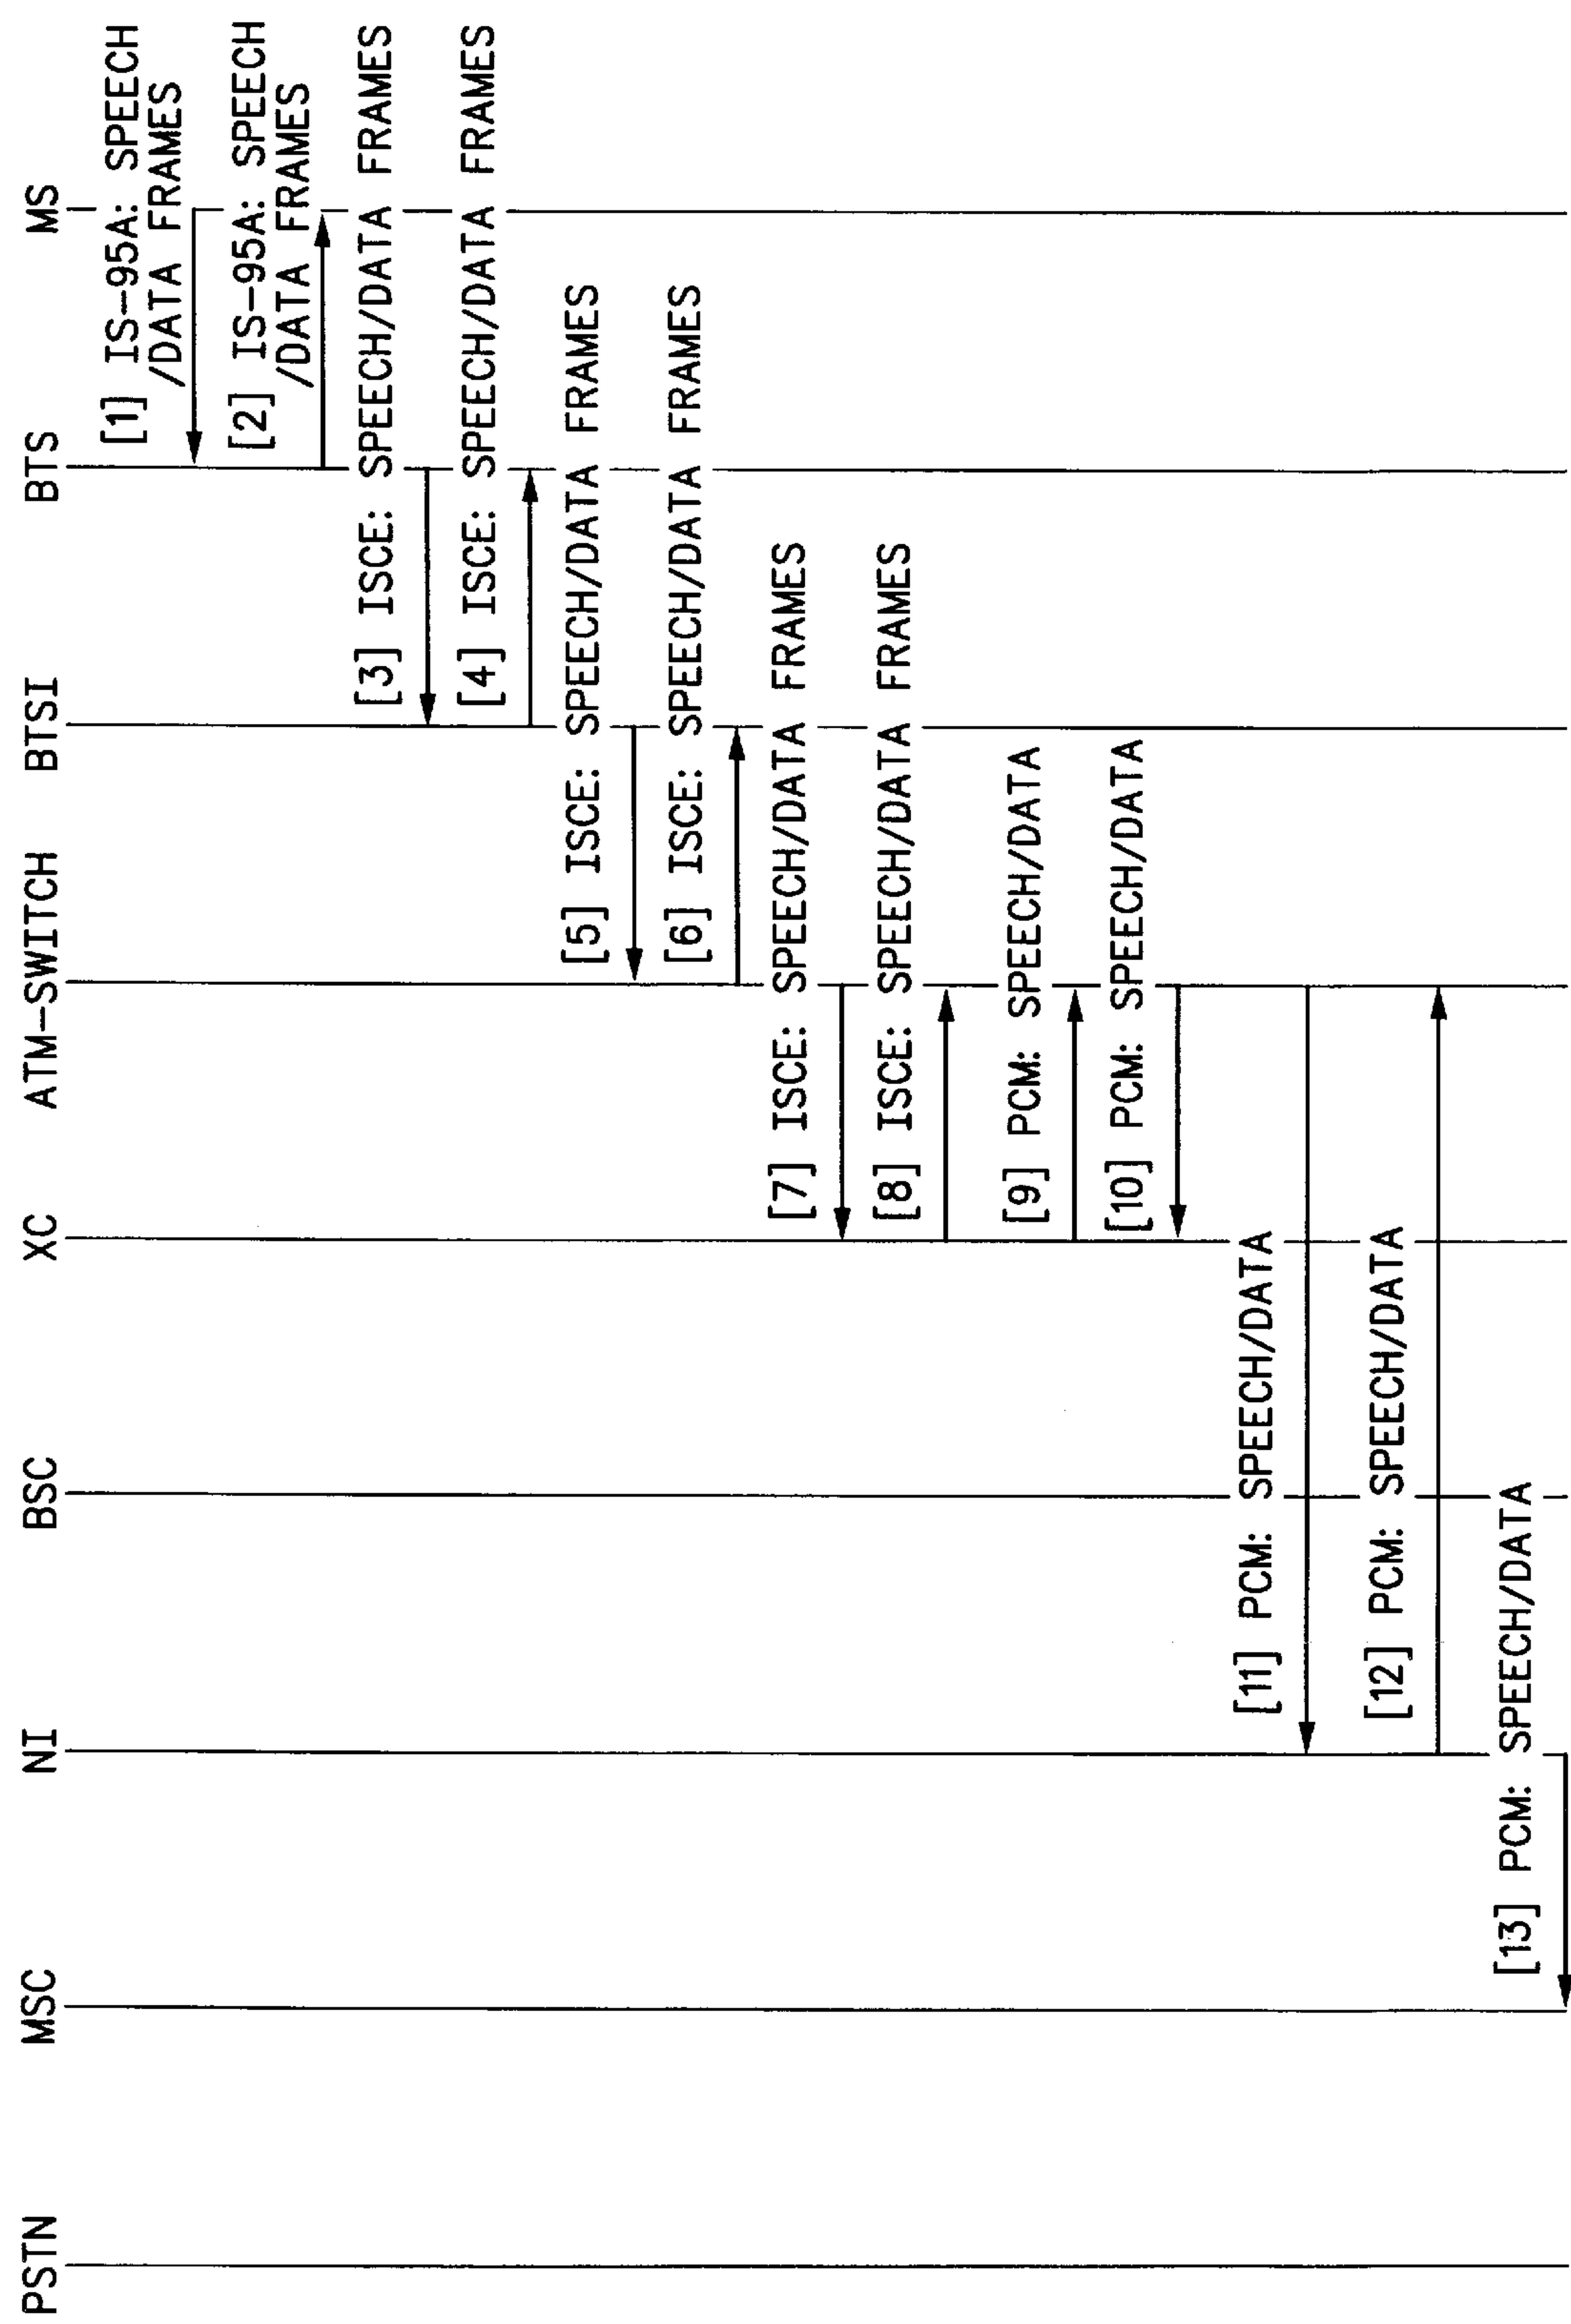 PSTN MSC NI BSC XC ATM-SWITCH BTSI BTS MS
[1] IS-95A: SPEECH
/DATA FRAMES
[2] IS-95A: SPEECH
/DATA FRAMES
[3] ISCE: SPEECH/DATA FRAMES
[4] ISCE: SPEECH/DATA FRAMES
[5] ISCE: SPEECH/DATA FRAMES
[6] ISCE: SPEECH/DATA FRAMES
[7] ISCE: SPEECH/DATA FRAMES
[8] ISCE: SPEECH/DATA FRAMES
[9] PCM: SPEECH/DATA
[10] PCM: SPEECH/DATA
[11] PCM: SPEECH/DATA
[12] PCM: SPEECH/DATA
[13] PCM: SPEECH/DATA